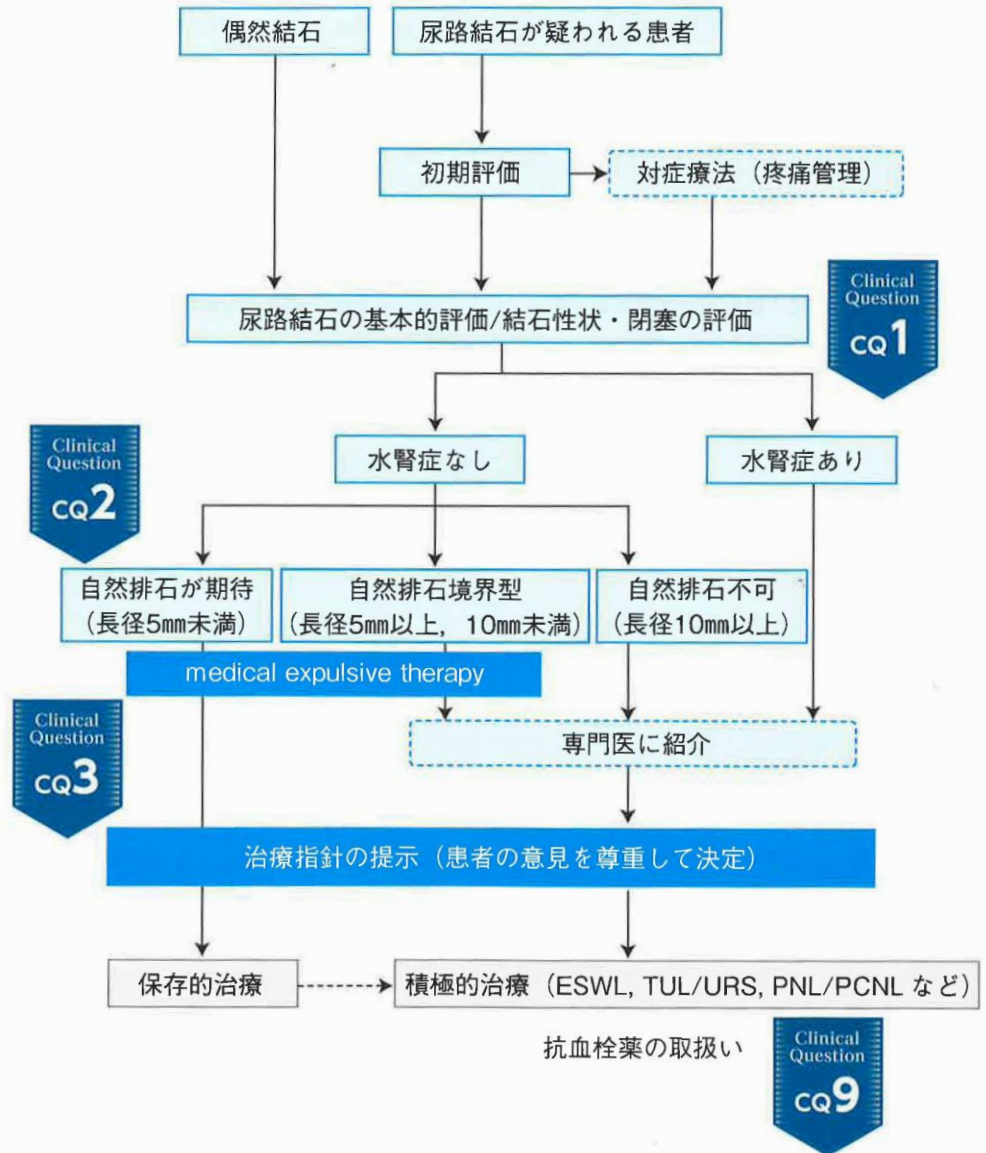 偶然結石
尿路結石が疑われる患者
初期評価
対症療法（疼痛管理）
Clinical
Question
CQ1
尿路結石の基本的評価/結石性状・閉塞の評価
Clinical
Question
CQ2
水腎症なし
水腎症あり
自然排石が期待
（長径5mm未満）
自然排石境界型
（長径5mm以上，10mm未満）
自然排石不可
（長径10mm以上）
medical expulsive therapy
Clinical
Question
CQ3
専門医に紹介
治療指針の提示（患者の意見を尊重して決定）
保存的治療
積極的治療（ESWL, TUL/URS, PNL/PCNL など）
抗血栓薬の取扱い
Clinical
Question
CQ9